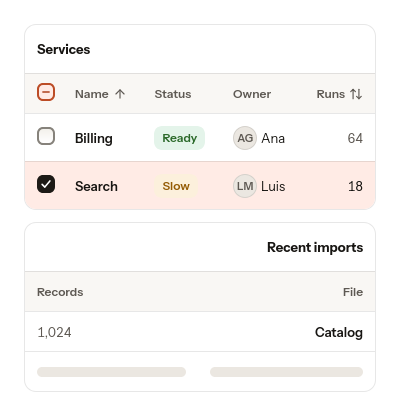 Services
Name Status Owner Runs
Billing Ready AG Ana 64
Search Slow LM Luis 18
Recent imports
Records File
1,024 Catalog